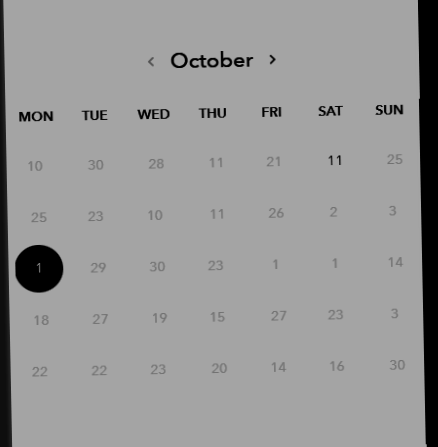 ‹ October ›
MON TUE WED THU FRI SAT SUN
10 30 28 11 21 11 25
25 23 10 11 26 2 3
1 29 30 23 1 1 14
18 27 19 15 27 23 3
22 22 23 20 14 16 30